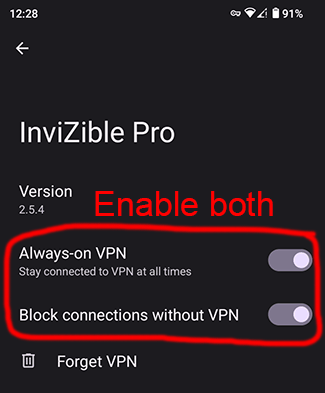 12:28 91%
InviZible Pro
Version
2.5.4
Enable both
Always-on VPN
Stay connected to VPN at all times
Block connections without VPN
Forget VPN